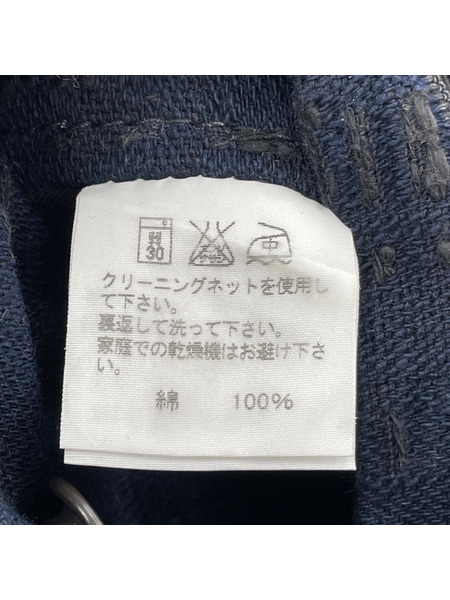 弱
30
中
クリーニングネットを使用し
て下さい。
裏返して洗って下さい。
家庭での乾燥機はお避け下さ
い。
綿 100%